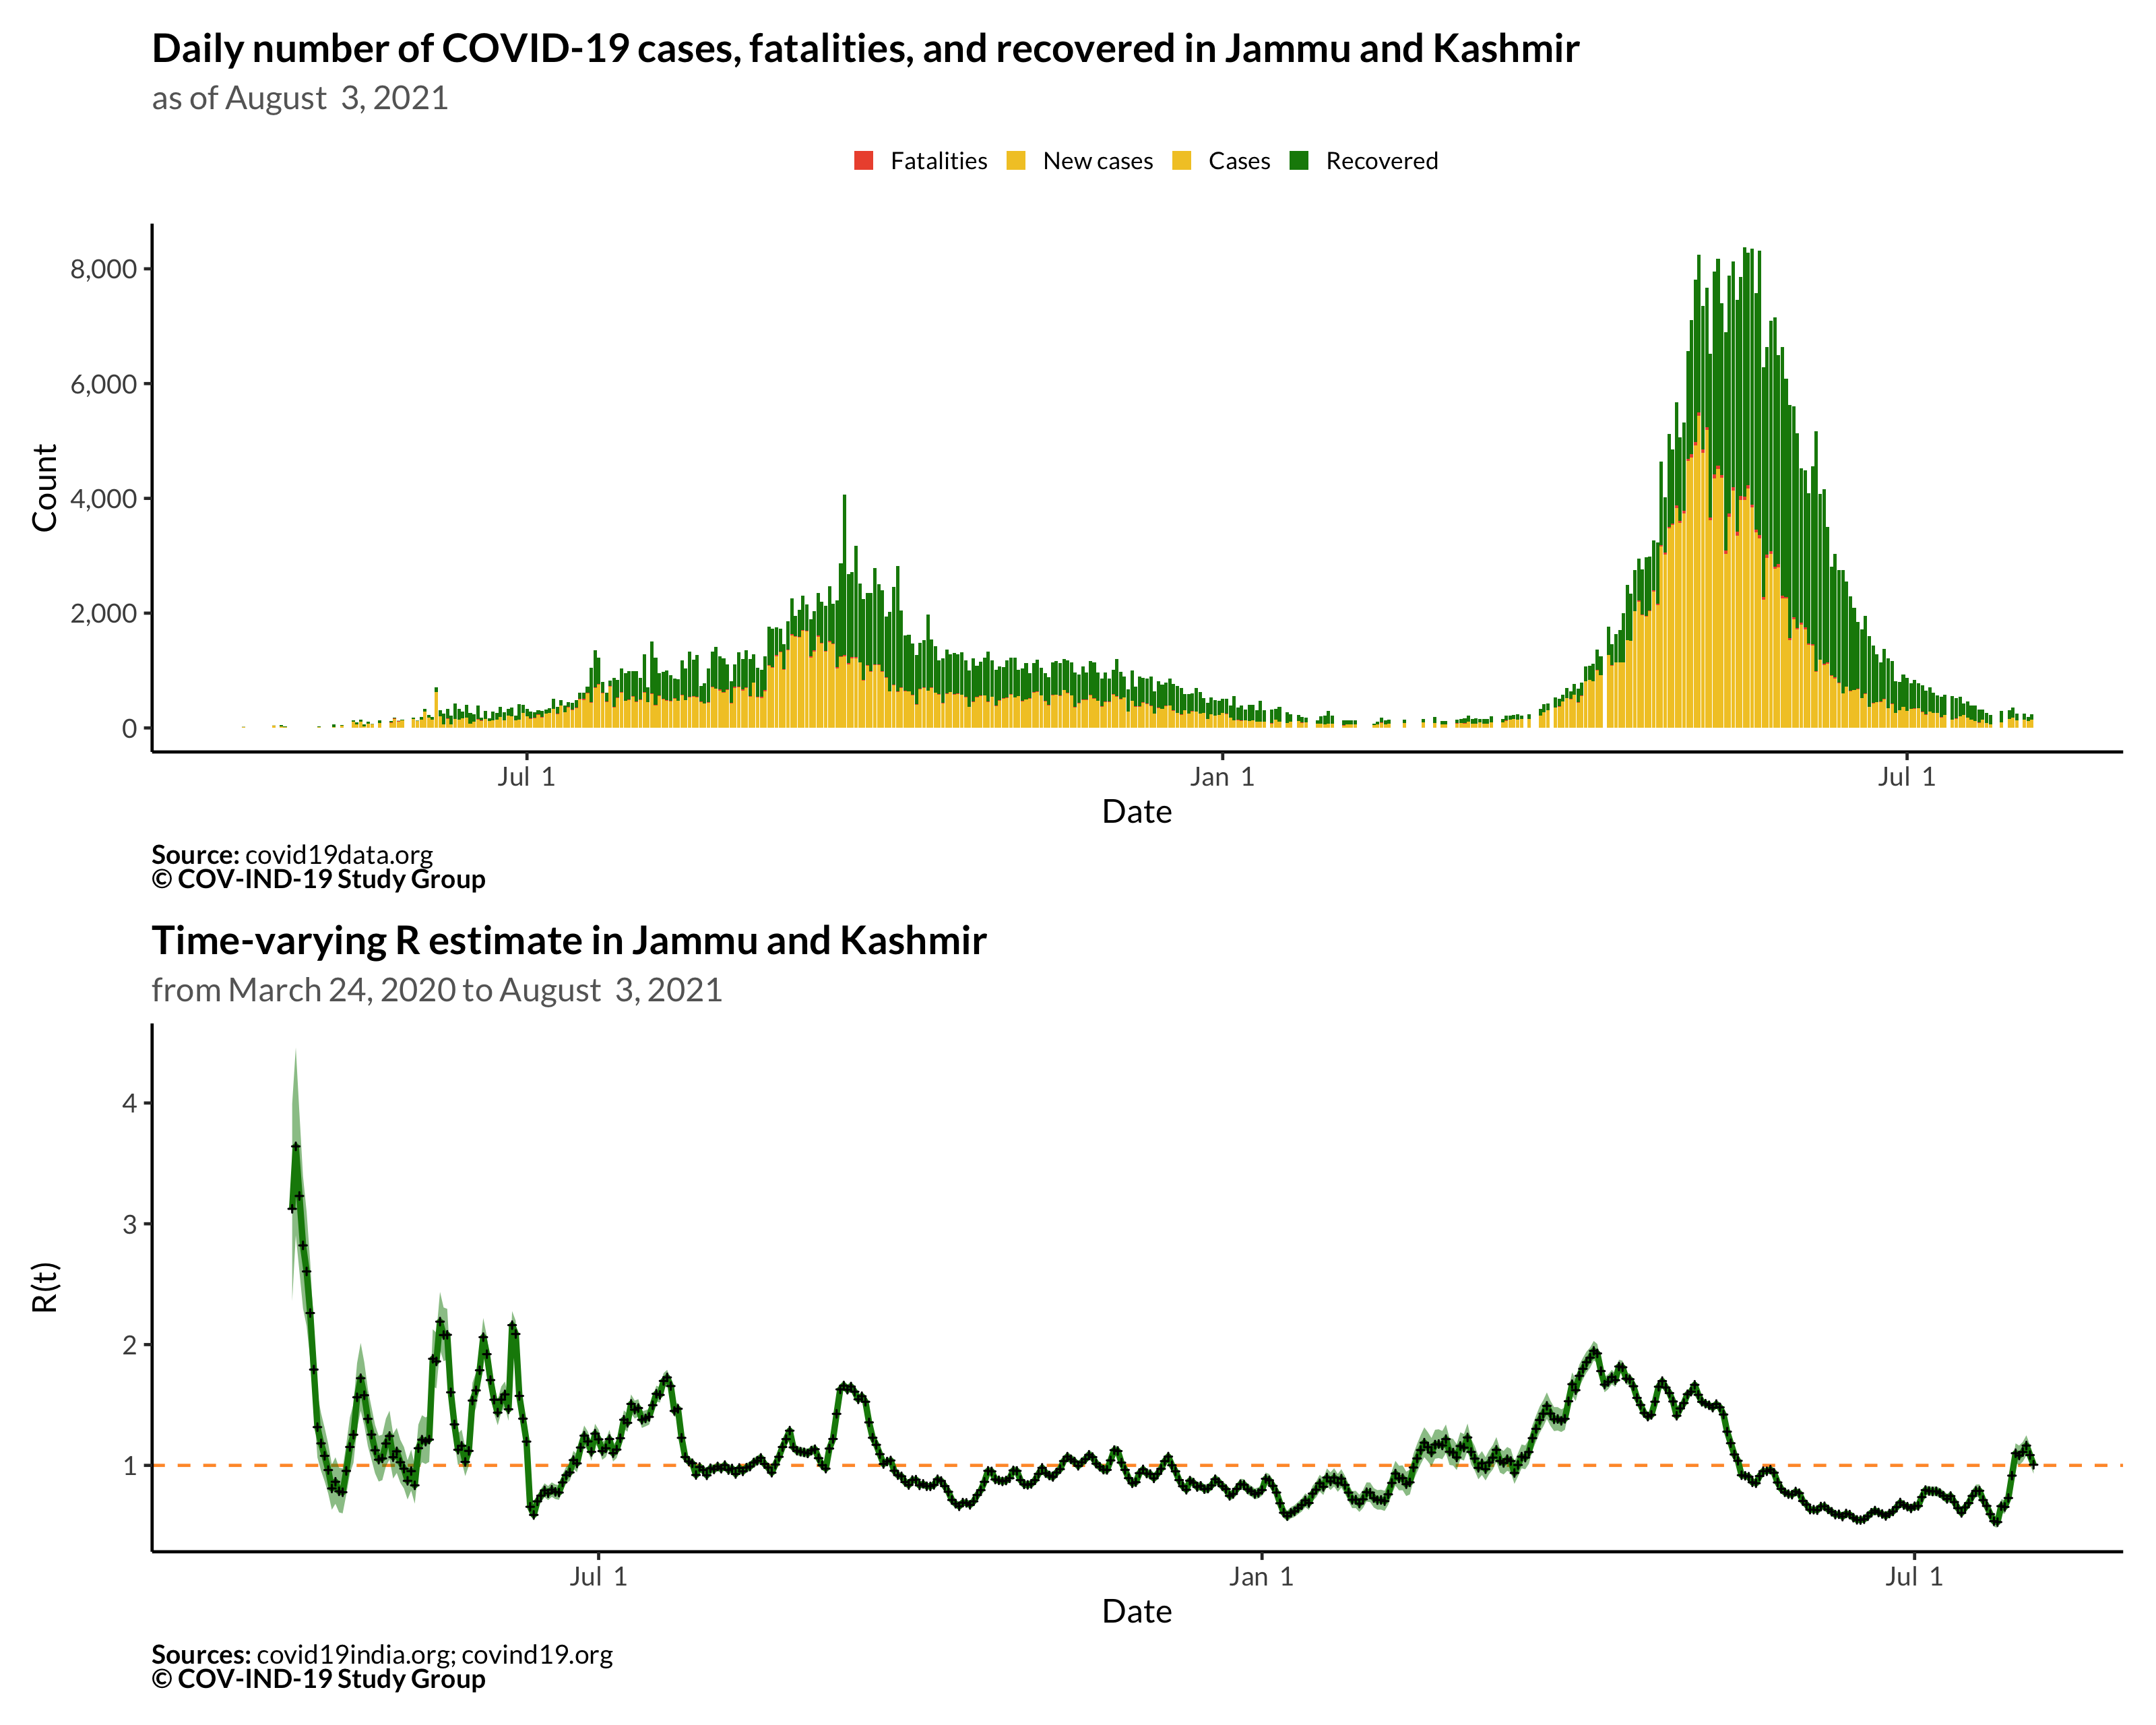 Daily number of COVID-19 cases, fatalities, and recovered in Jammu and Kashmir
as of August  3, 2021
Fatalities New cases Cases Recovered
Count
8,000
6,000
4,000
2,000
0
Jul  1 Jan  1 Jul  1
Date
Source: covid19data.org
© COV-IND-19 Study Group
Time-varying R estimate in Jammu and Kashmir
from March 24, 2020 to August  3, 2021
R(t)
4
3
2
1
Jul  1 Jan  1 Jul  1
Date
Sources: covid19india.org; covind19.org
© COV-IND-19 Study Group